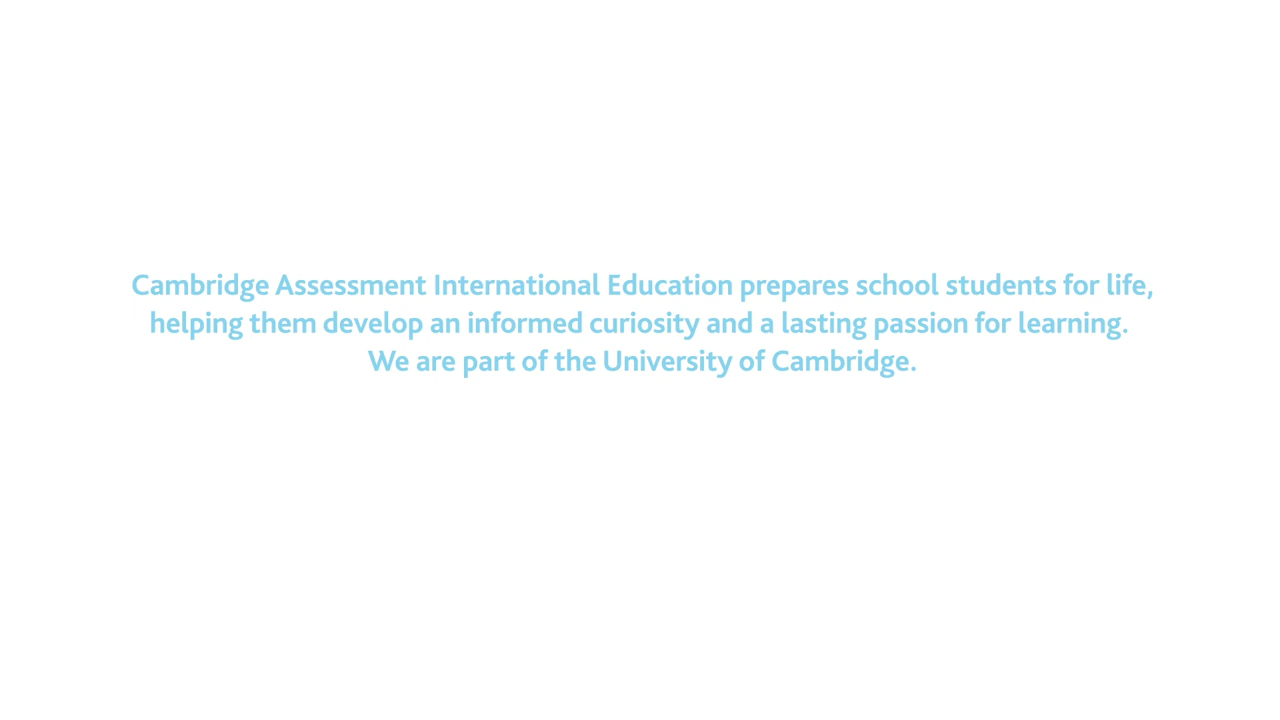 Cambridge Assessment International Education prepares school students for life,
helping them develop an informed curiosity and a lasting passion for learning.
We are part of the University of Cambridge.